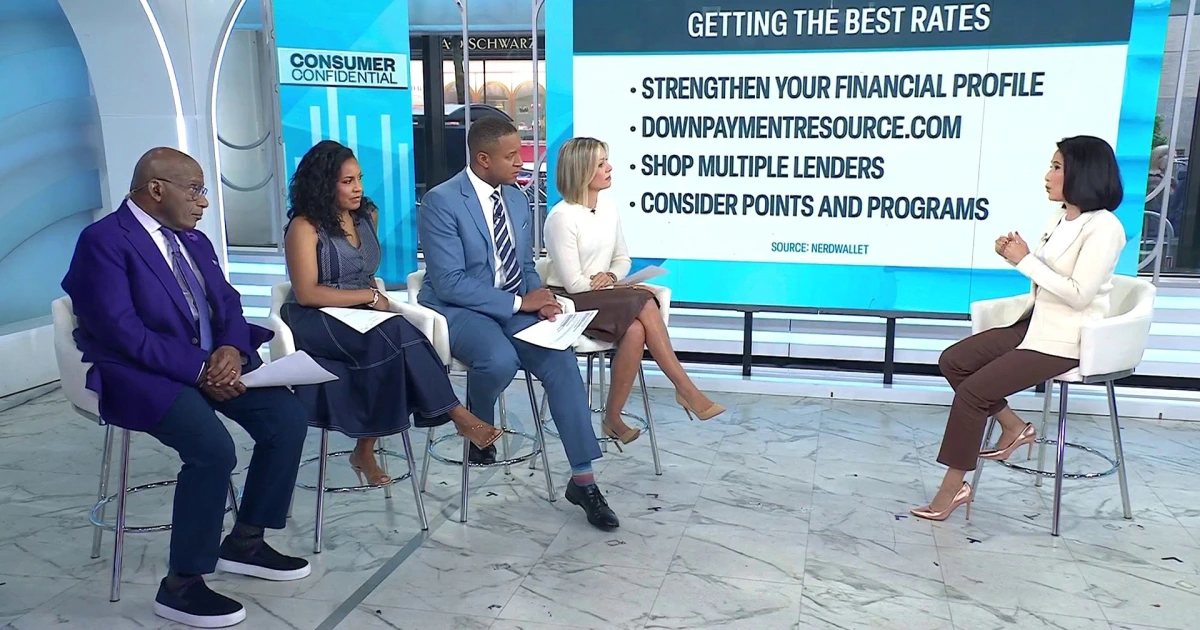 GETTING THE BEST RATES
CONSUMER
CONFIDENTIAL
• STRENGTHEN YOUR FINANCIAL PROFILE
• DOWNPAYMENTRESOURCE.COM
• SHOP MULTIPLE LENDERS
• CONSIDER POINTS AND PROGRAMS
SOURCE: NERDWALLET